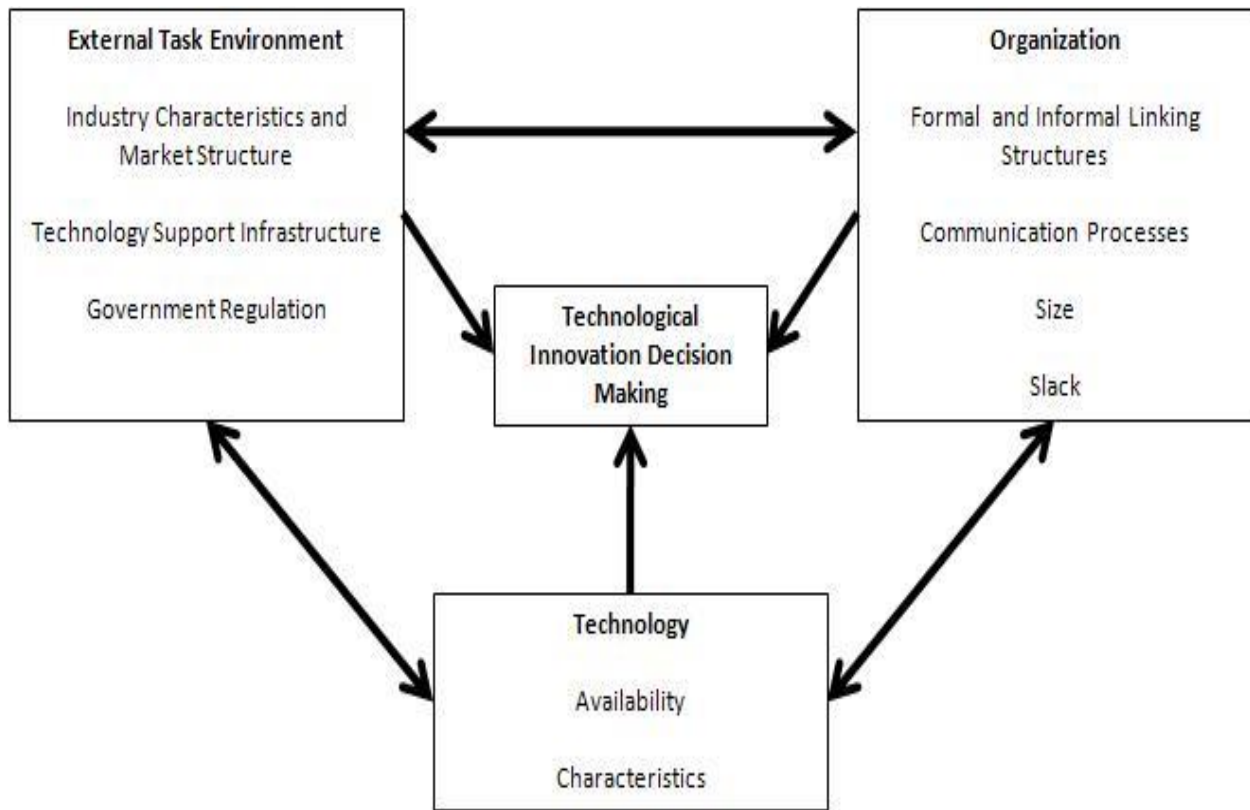 External Task Environment
Industry Characteristics and
Market Structure
Technology Support Infrastructure
Government Regulation
Organization
Formal and Informal Linking
Structures
Communication Processes
Size
Slack
Technological
Innovation Decision
Making
Technology
Availability
Characteristics